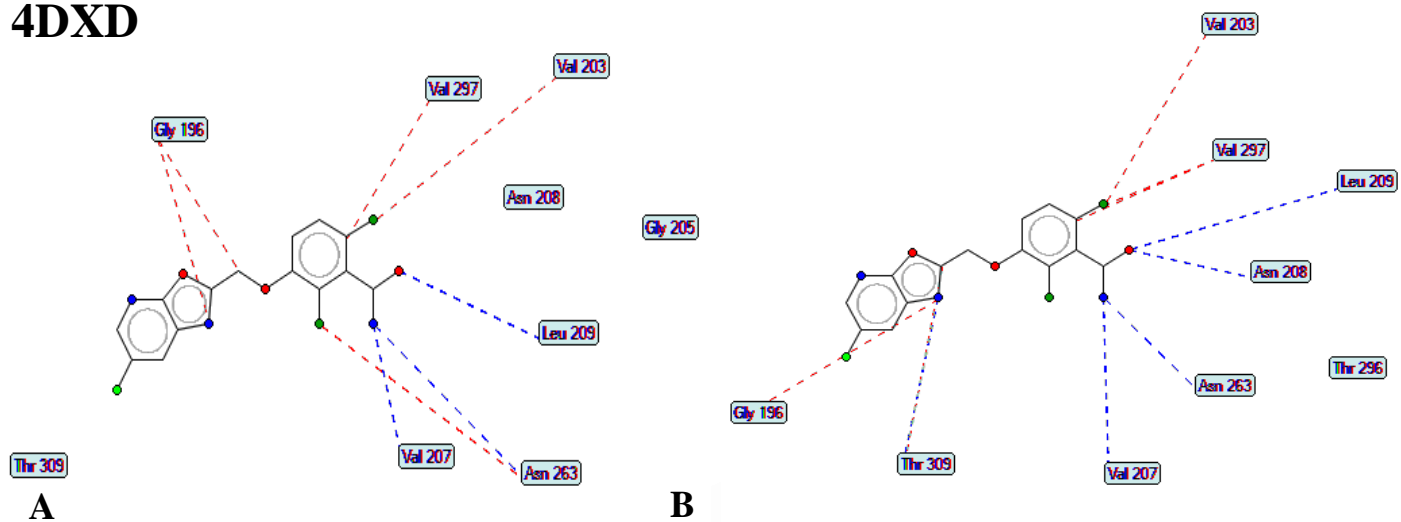 4DXD
Val 297
Val 203
Gly 196
Asn 208
Gly 205
Leu 209
Val 207
Asn 263
Thr 309
A
Val 203
Val 297
Leu 209
Asn 208
Thr 296
Asn 263
Gly 196
Thr 309
Val 207
B